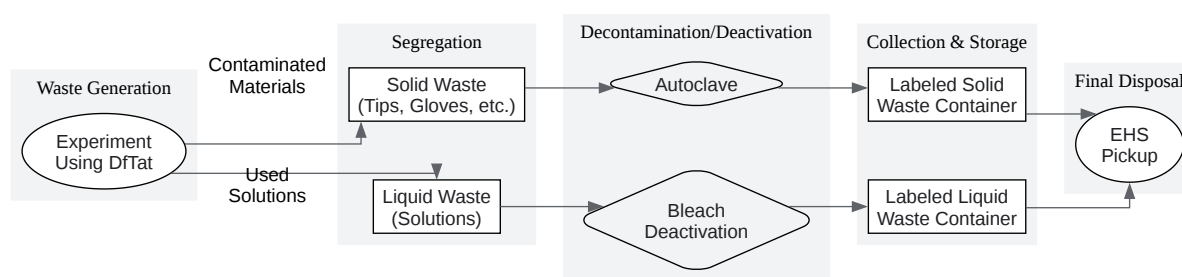 Waste Generation
Experiment
Using DfTat
Contaminated
Materials
Used
Solutions
Segregation
Solid Waste
(Tips, Gloves, etc.)
Liquid Waste
(Solutions)
Decontamination/Deactivation
Autoclave
Bleach
Deactivation
Collection & Storage
Labeled Solid
Waste Container
Labeled Liquid
Waste Container
Final Disposal
EHS
Pickup